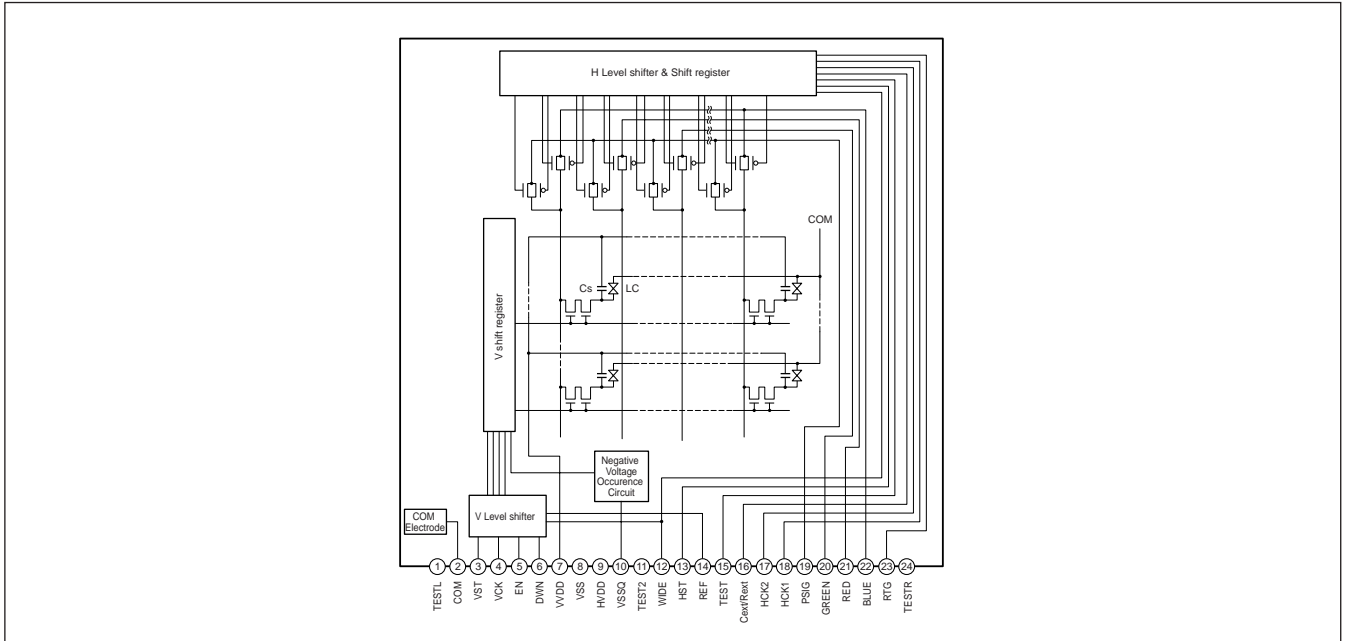 H Level shifter & Shift register
COM
Cs
LC
V shift register
Negative
Voltage
Occurence
Circuit
COM
Electrode
V Level shifter
1
2
3
4
5
6
7
8
9
10
11
12
13
14
15
16
17
18
19
20
21
22
23
24
TESTL
COM
VST
VCK
EN
DWN
VVDD
VSS
HVDD
VSSQ
TEST2
WIDE
HST
REF
TEST
Cext/Rext
HCK2
HCK1
PSIG
GREEN
RED
BLUE
RTG
TESTR